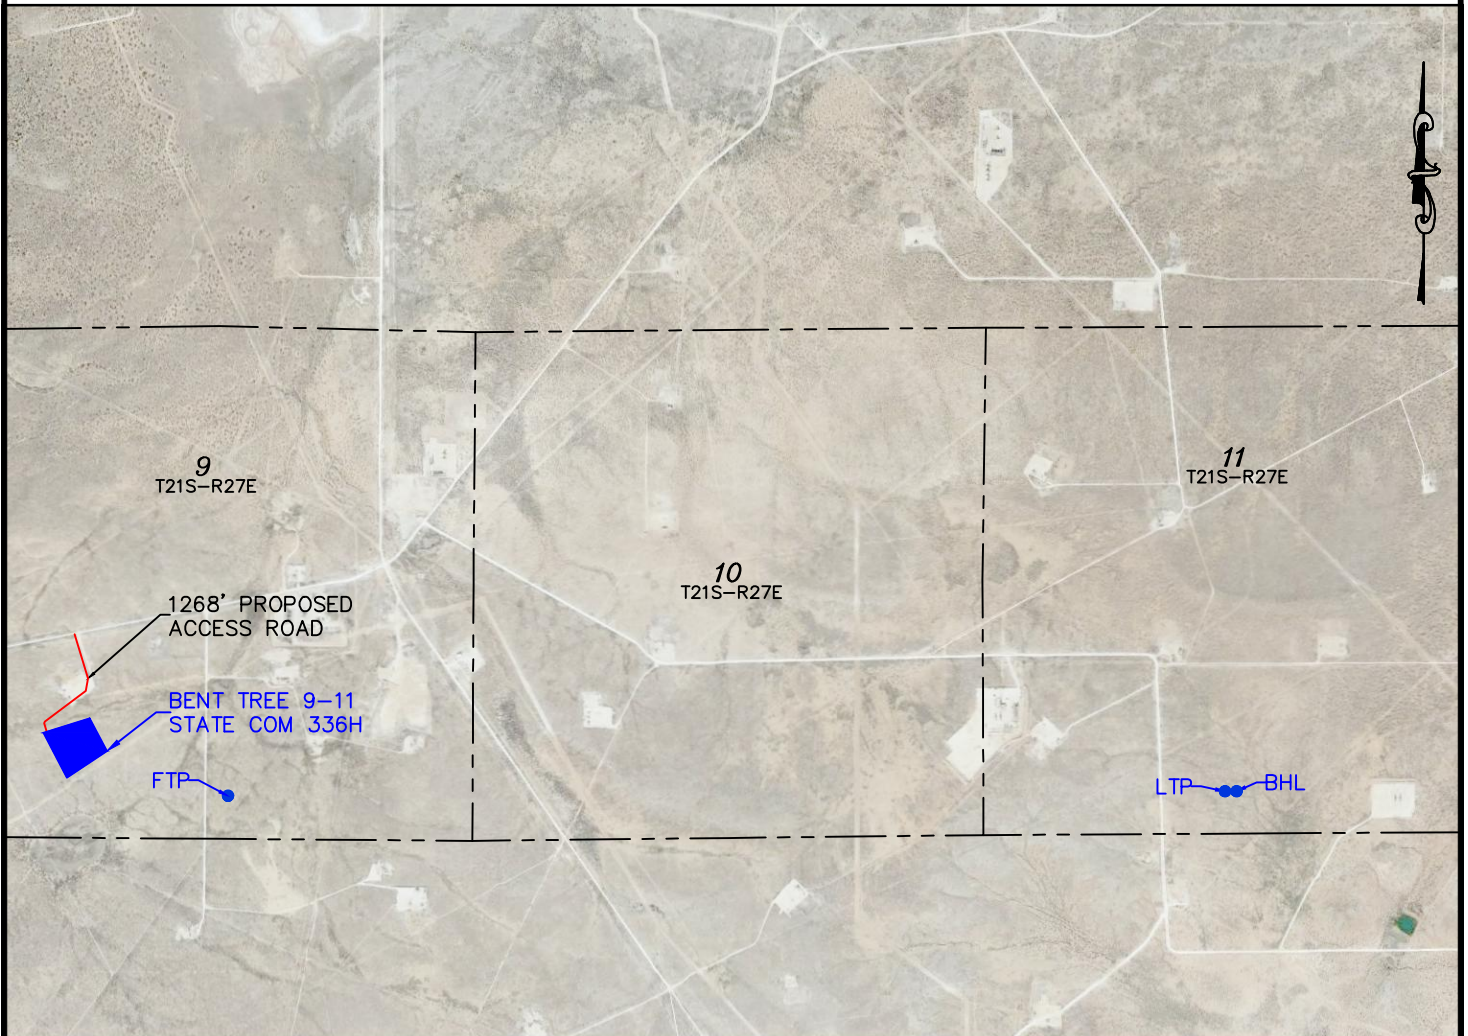 9
T21S-R27E
11
T21S-R27E
10
T21S-R27E
1268' PROPOSED
ACCESS ROAD
BENT TREE 9-11
STATE COM 336H
FTP
LTP
BHL